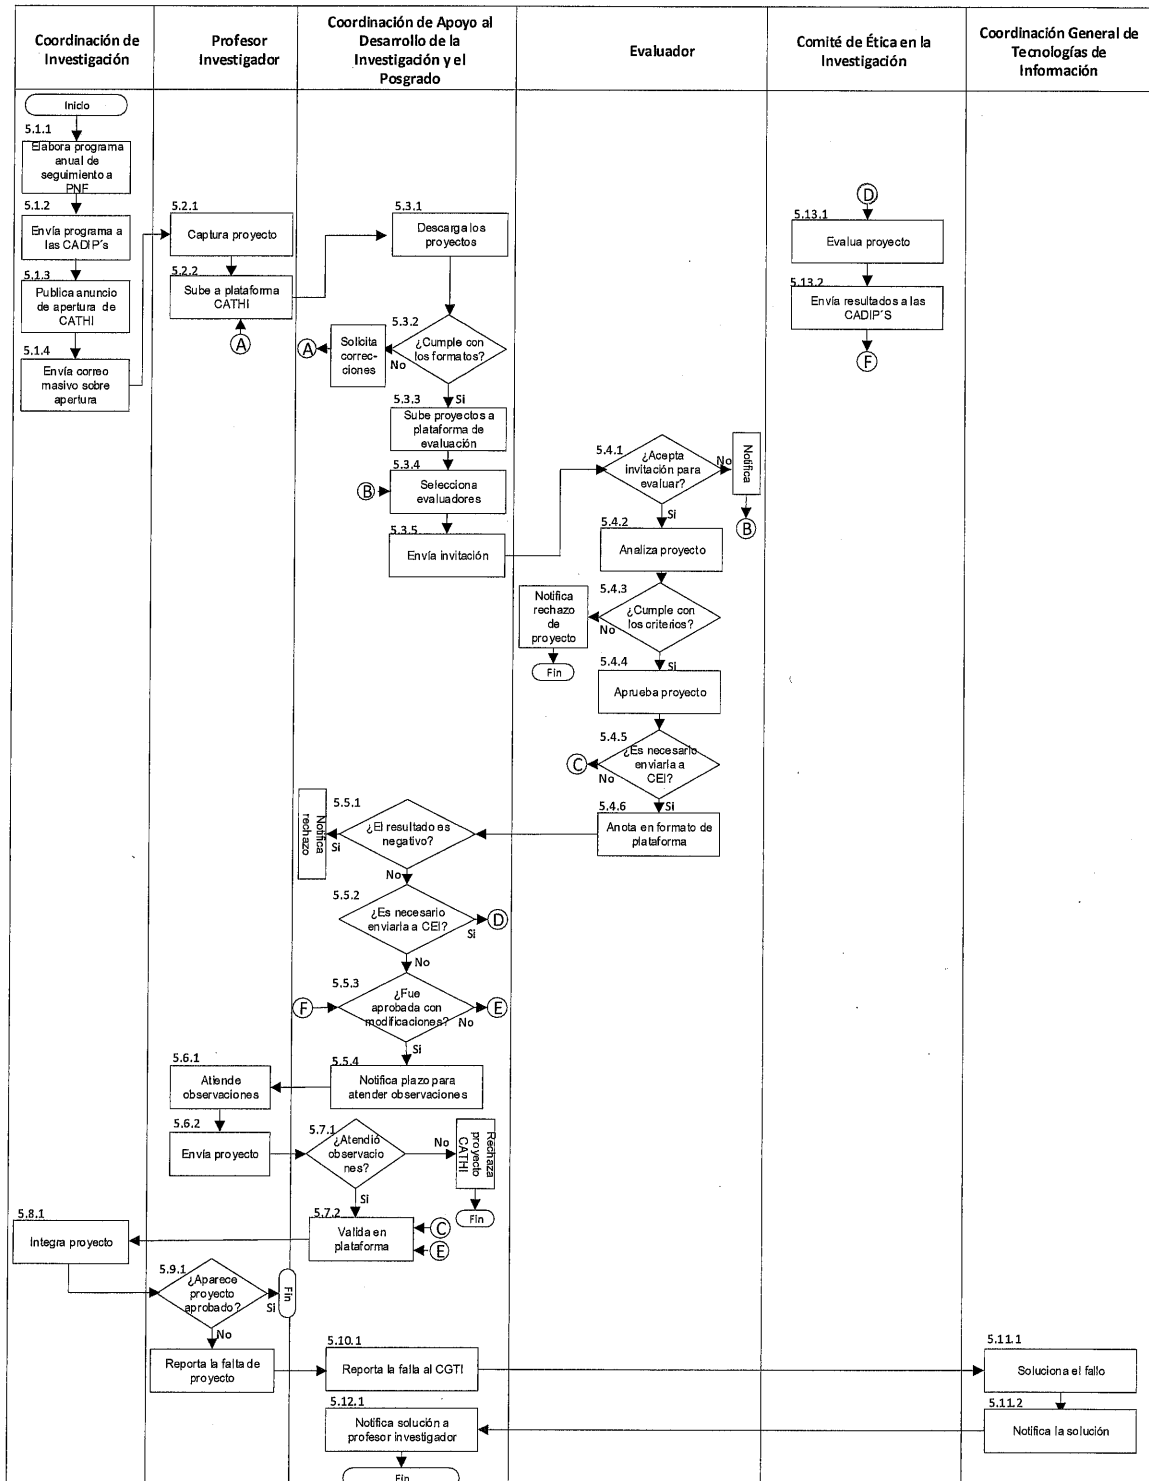 Coordinación de
Investigación
Profesor
Investigador
Coordinación de Apoyo al
Desarrollo de la
Investigación y el
Posgrado
Evaluador
Comité de Ética en la
Investigación
Coordinación General de
Tecnologías de
Información
Inicio
5.1.1
Elabora programa
anual de
seguimiento a
PNF
5.1.2
Envía programa a
las CADIP´s
5.1.3
Publica anuncio
de apertura de
CATHI
5.1.4
Envía correo
masivo sobre
apertura
5.2.1
Captura proyecto
5.2.2
Sube a plataforma
CATHI
A
5.3.1
Descarga los
proyectos
5.3.2
¿Cumple con
los formatos?
No
Solicita
correc-
ciones
A
Si
5.3.3
Sube proyectos a
plataforma de
evaluación
5.3.4
B
Selecciona
evaluadores
5.3.5
Envía invitación
5.4.1
¿Acepta
invitación para
evaluar?
No
Notifica
B
Si
5.4.2
Analiza proyecto
5.4.3
¿Cumple con
los criterios?
No
Notifica
rechazo
de
proyecto
Fin
Si
5.4.4
Aprueba proyecto
5.4.5
¿Es necesario
enviarla a
CEI?
C
No
Si
5.4.6
Anota en formato de
plataforma
D
5.13.1
Evalua proyecto
5.13.2
Envía resultados a las
CADIP´S
F
5.5.1
¿El resultado es
negativo?
Si
Notifica
rechazo
No
5.5.2
¿Es necesario
enviarla a CEI?
Si
D
No
5.5.3
F
¿Fue
aprobada con
modificaciones?
No
E
Si
5.5.4
Notifica plazo para
atender observaciones
5.6.1
Atiende
observaciones
5.6.2
Envía proyecto
5.7.1
¿Atendió
observacio
nes?
No
Rechaza
proyecto
CATHI
Fin
Si
5.7.2
Valida en
plataforma
C
E
5.8.1
Integra proyecto
5.9.1
¿Aparece
proyecto
aprobado?
Si
Fin
No
Reporta la falta de
proyecto
5.10.1
Reporta la falla al CGTI
5.11.1
Soluciona el fallo
5.11.2
Notifica la solución
5.12.1
Notifica solución a
profesor investigador
Fin